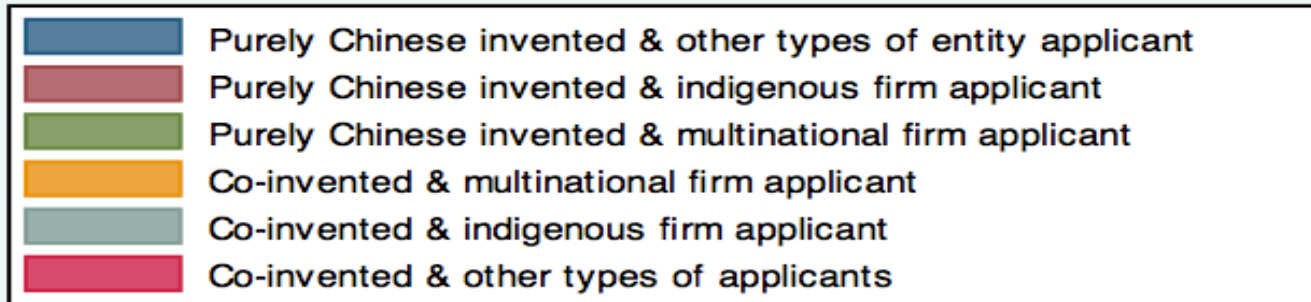 Purely Chinese invented & other types of entity applicant
Purely Chinese invented & indigenous firm applicant
Purely Chinese invented & multinational firm applicant
Co-invented & multinational firm applicant
Co-invented & indigenous firm applicant
Co-invented & other types of applicants